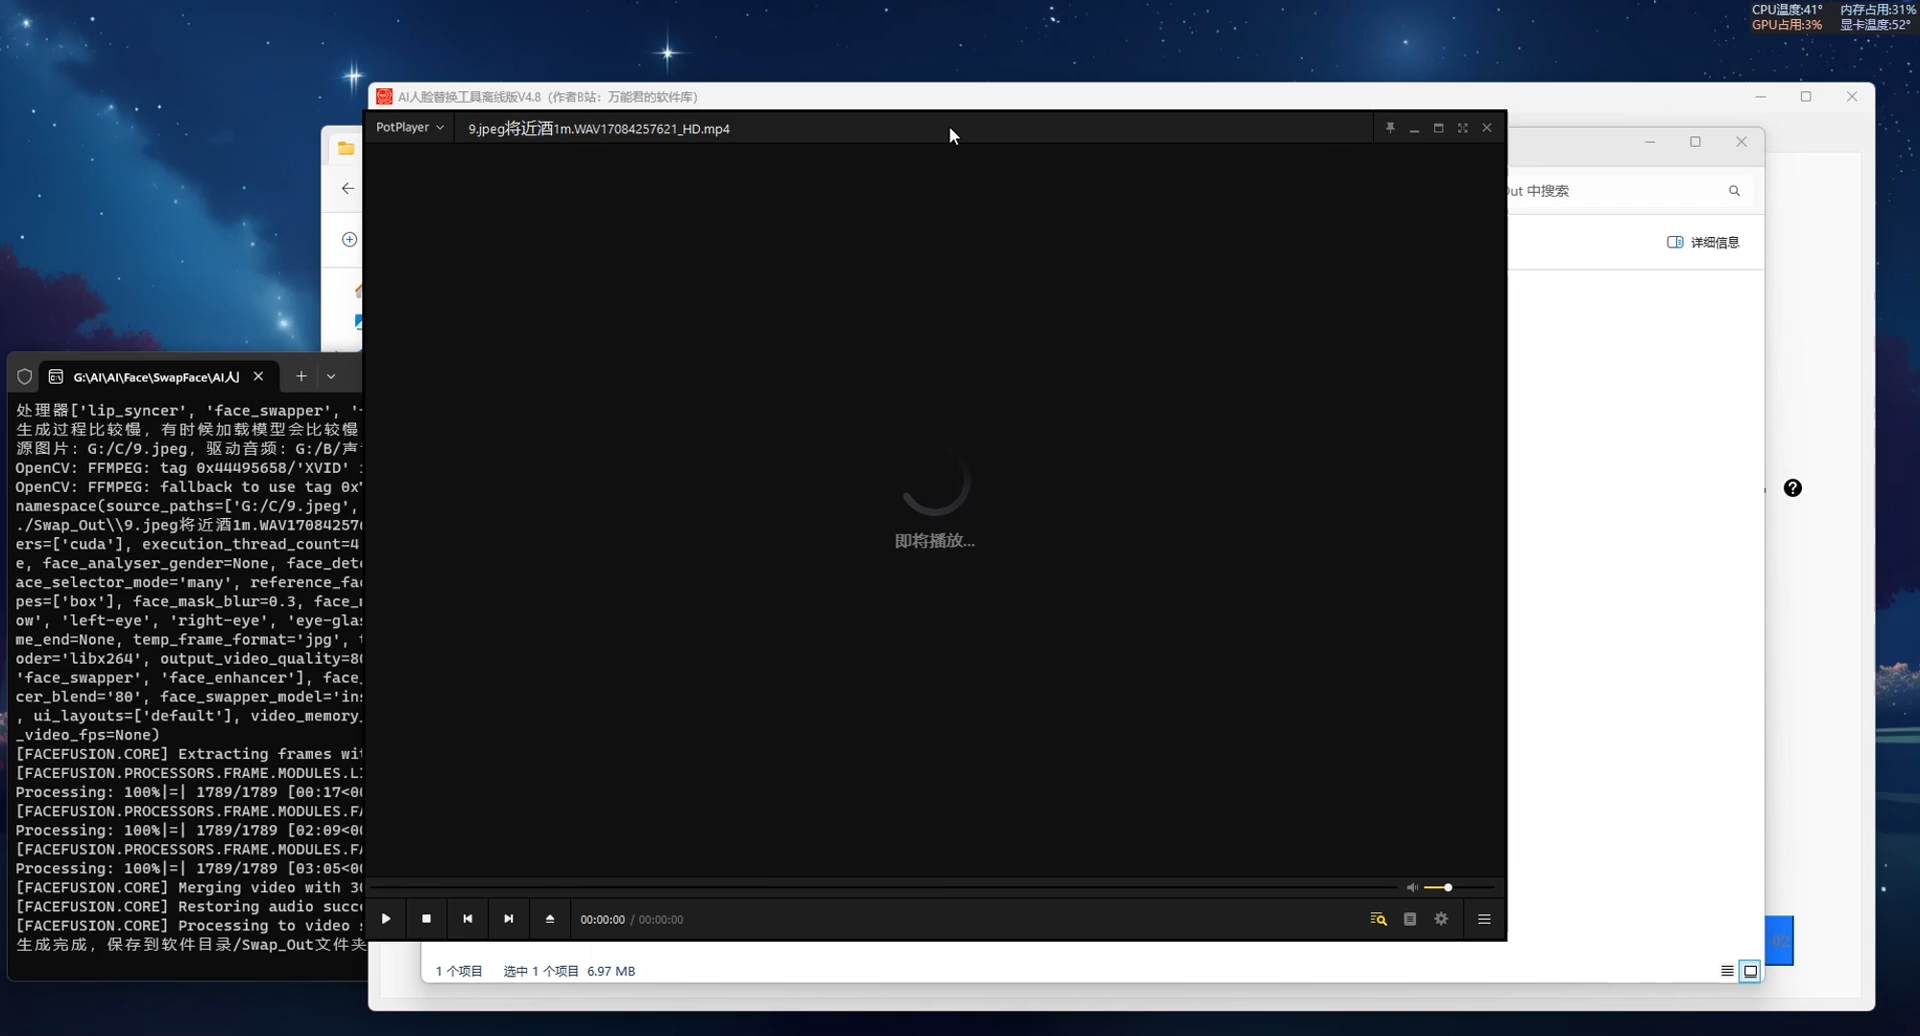 CPU温度:41° 内存占用:31%
GPU占用:3% 显卡温度:52°
AI人脸替换工具离线版V4.8（作者B站：万能君的软件库）
PotPlayer
9.jpeg将近酒1m.WAV17084257621_HD.mp4
Out 中搜索
详细信息
即将播放...
00:00:00 / 00:00:00
1 个项目 选中 1 个项目 6.97 MB
G:\AI\AI\Face\SwapFace\AI人
处理器['lip_syncer', 'face_swapper', '
生成过程比较慢，有时候加载模型会比较慢
源图片：G:/C/9.jpeg，驱动音频：G:/B/声
OpenCV: FFMPEG: tag 0x44495658/'XVID'
OpenCV: FFMPEG: fallback to use tag 0x
namespace(source_paths=['G:/C/9.jpeg',
./Swap_Out\\9.jpeg将近酒1m.WAV1708425
ers=['cuda'], execution_thread_count=4
e, face_analyser_gender=None, face_det
ace_selector_mode='many', reference_fa
pes=['box'], face_mask_blur=0.3, face_
ow', 'left-eye', 'right-eye', 'eye-gla
me_end=None, temp_frame_format='jpg',
oder='libx264', output_video_quality=8
'face_swapper', 'face_enhancer'], face_
cer_blend='80', face_swapper_model='in
, ui_layouts=['default'], video_memory_
_video_fps=None)
[FACEFUSION.CORE] Extracting frames wi
[FACEFUSION.PROCESSORS.FRAME.MODULES.L
Processing: 100%|=| 1789/1789 [00:17<0
[FACEFUSION.PROCESSORS.FRAME.MODULES.FA
Processing: 100%|=| 1789/1789 [02:09<0
[FACEFUSION.PROCESSORS.FRAME.MODULES.FA
Processing: 100%|=| 1789/1789 [03:05<0
[FACEFUSION.CORE] Merging video with 30
[FACEFUSION.CORE] Restoring audio succ
[FACEFUSION.CORE] Processing to video s
生成完成，保存到软件目录/Swap_Out文件夹